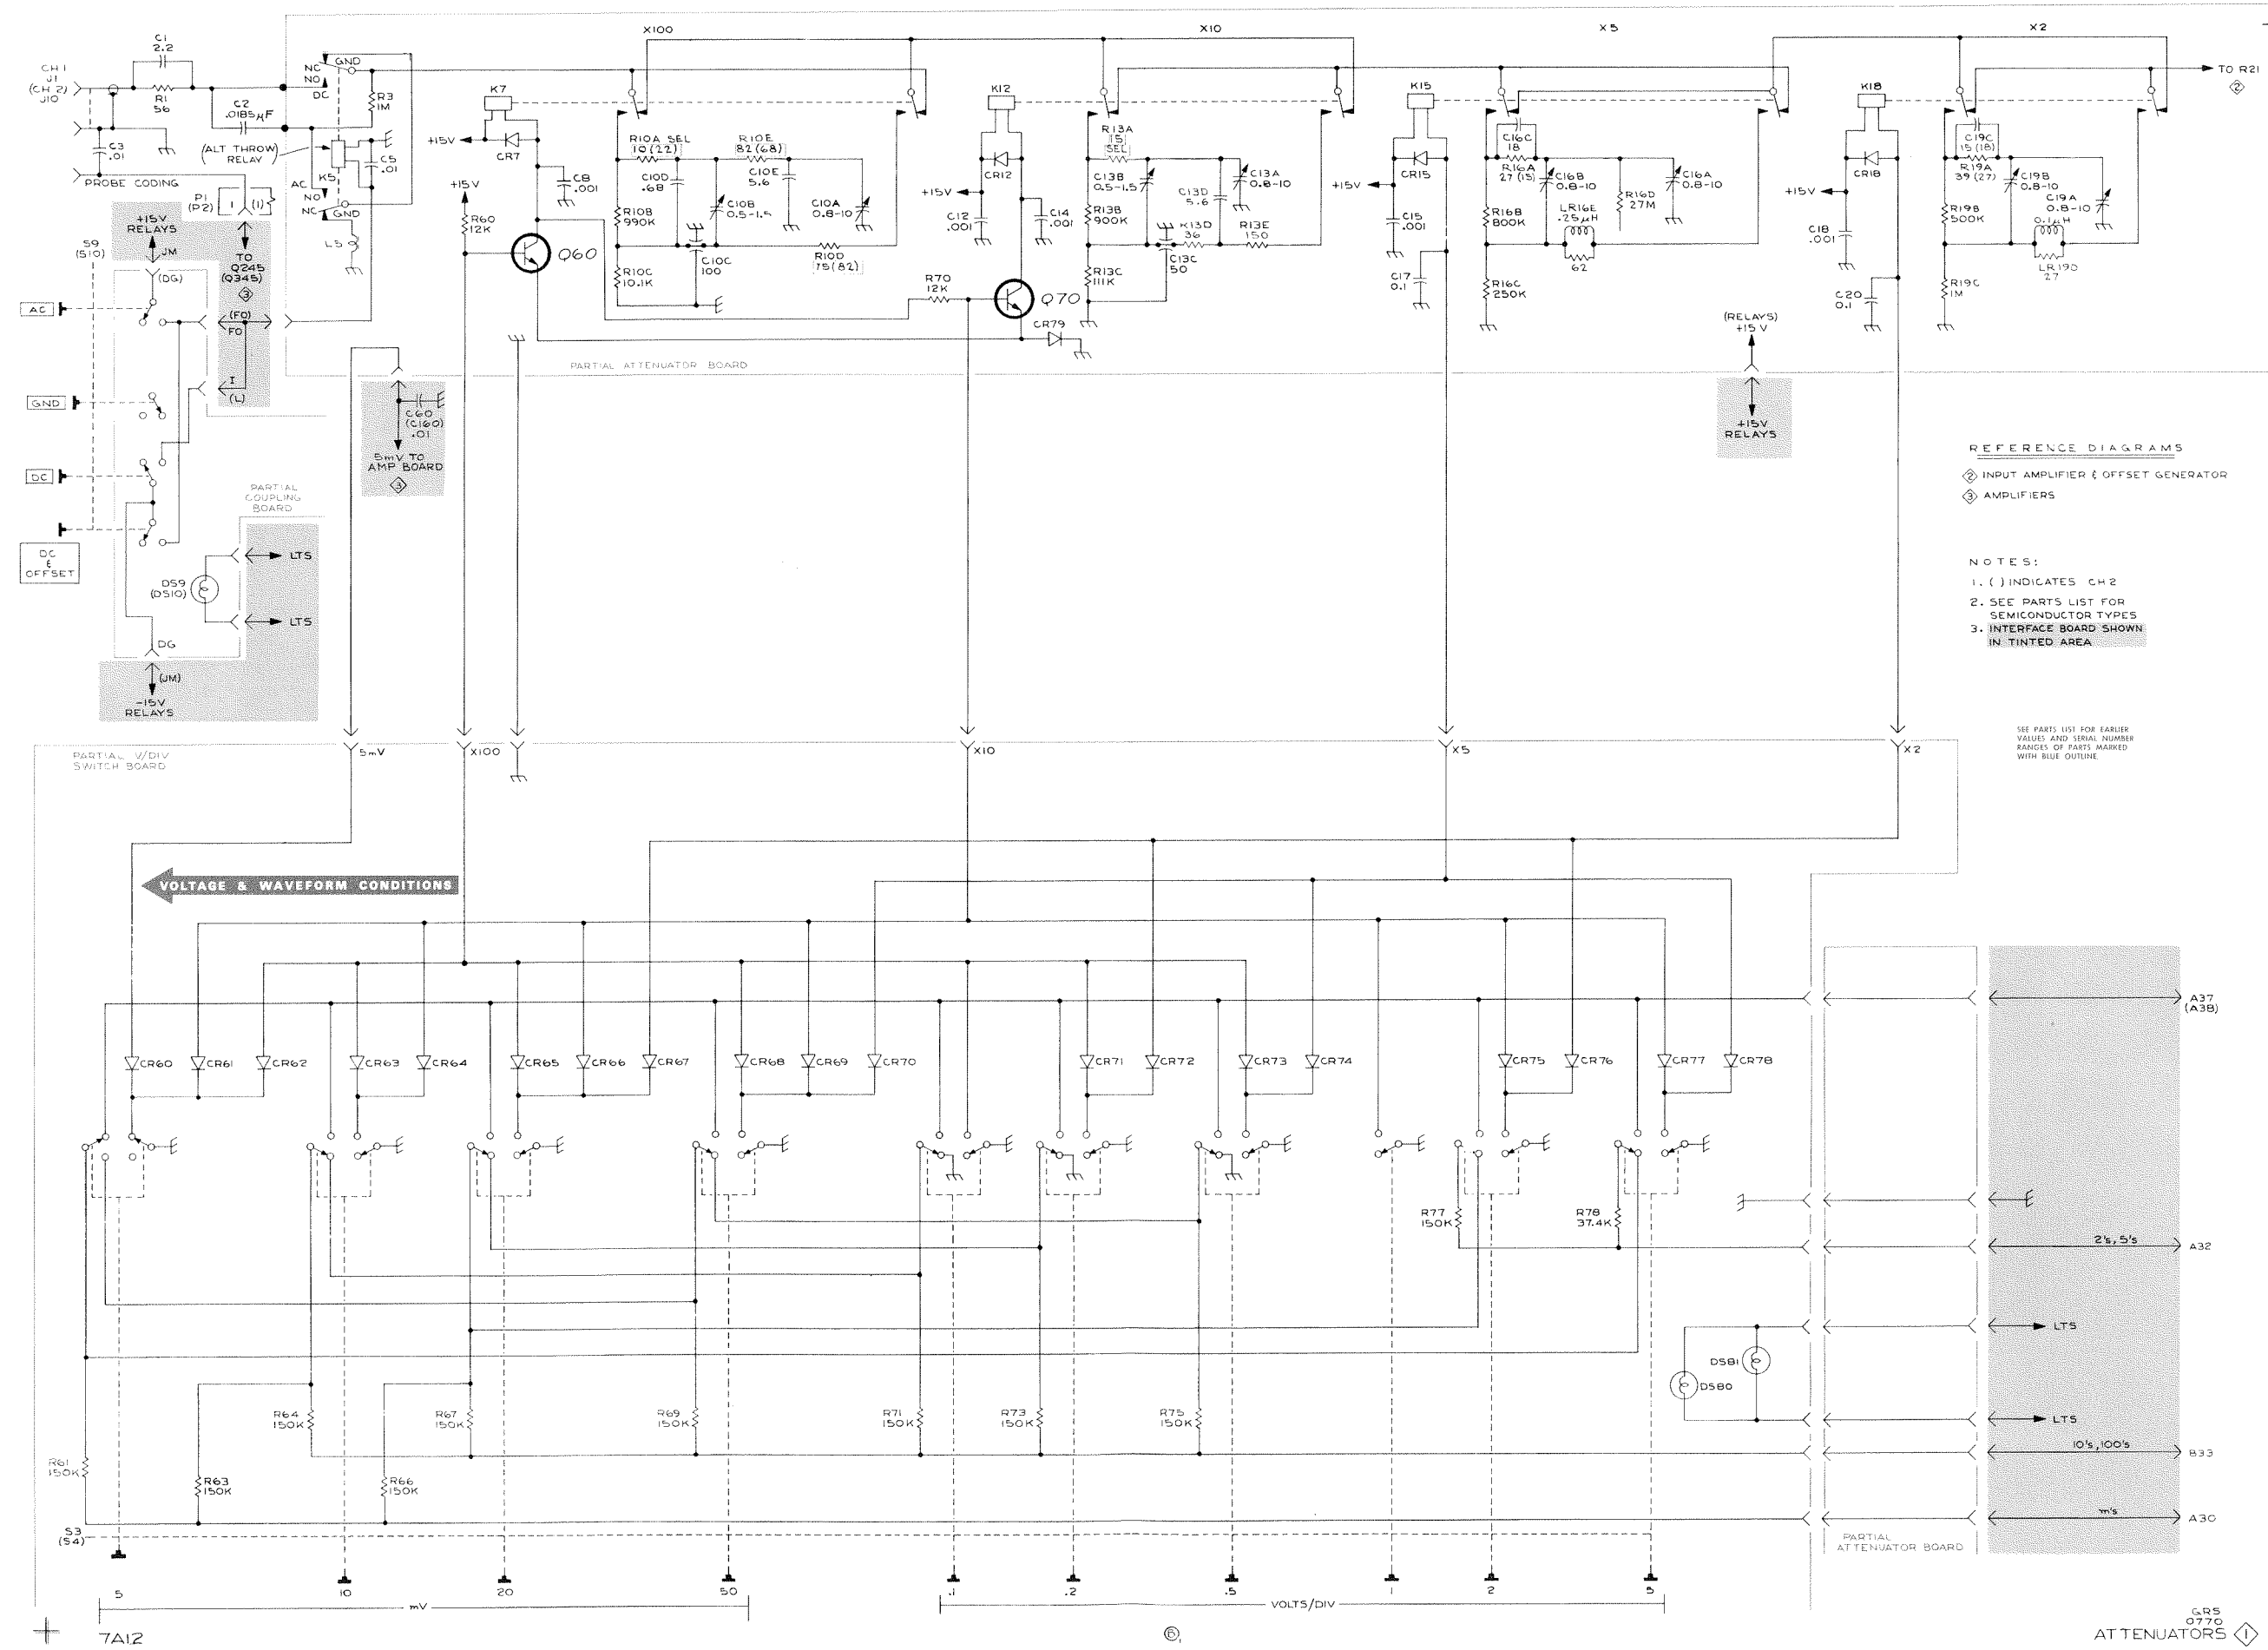 X100
X10
X5
X2
C1
2.2
CH 1
J1
(CH 2)
J10
R1
56
C2
.0185µF
C3
.01
NC
GND
NO
DC
R3
1M
(ALT THROW RELAY)
K5
C5
.01
PROBE CODING
P1
(P2)
1
(1)
AC
NO
NC
GND
L5
+15V
RELAYS
JM
(DG)
TO
Q245
(Q345)
3
(FO)
FO
I
(L)
S9
(S10)
AC
GND
DC
DC
&
OFFSET
PARTIAL
COUPLING
BOARD
LTS
DS9
(DS10)
LTS
DG
(JM)
-15V
RELAYS
K7
+15V
CR7
+15V
R60
12K
C8
.001
Q60
R10A SEL
10(22)
R10E
82(68)
C10D
.68
C10E
5.6
C10B
0.5-1.5
C10A
0.8-10
R10B
990K
C10C
100
R10D
75(82)
R10C
10.1K
K12
CR12
+15V
C12
.001
C14
.001
R70
12K
Q70
CR79
R13A
15
SEL
C13B
0.5-1.5
C13D
5.6
C13A
0.8-10
R13B
900K
R13D
36
R13E
150
C13C
50
R13C
111K
K15
CR15
+15V
C15
.001
C17
0.1
C16C
18
R16A
27 (15)
C16B
0.8-10
R16D
27M
C16A
0.8-10
R16B
800K
LR16E
.25µH
62
R16C
250K
K18
CR18
+15V
C18
.001
C20
0.1
C19C
15 (18)
R19A
39 (27)
C19B
0.8-10
C19A
0.8-10
R19B
500K
0.1µH
LR19D
27
R19C
1M
TO R21
2
PARTIAL ATTENUATOR BOARD
C60
(C160)
.01
5mV TO
AMP BOARD
3
(RELAYS)
+15 V
+15V
RELAYS
REFERENCE DIAGRAMS
2 INPUT AMPLIFIER & OFFSET GENERATOR
3 AMPLIFIERS
NOTES:
1. ( ) INDICATES CH 2
2. SEE PARTS LIST FOR
SEMICONDUCTOR TYPES
3. INTERFACE BOARD SHOWN
IN TINTED AREA
SEE PARTS LIST FOR EARLIER
VALUES AND SERIAL NUMBER
RANGES OF PARTS MARKED
WITH BLUE OUTLINE.
PARTIAL V/DIV
SWITCH BOARD
5mV
X100
X10
X5
X2
VOLTAGE & WAVEFORM CONDITIONS
CR60
CR61
CR62
CR63
CR64
CR65
CR66
CR67
CR68
CR69
CR70
CR71
CR72
CR73
CR74
CR75
CR76
CR77
CR78
A37
(A38)
R77
150K
R78
37.4K
2's, 5's
A32
LTS
DS81
DS80
LTS
R64
150K
R67
150K
R69
150K
R71
150K
R73
150K
R75
150K
10's, 100's
B33
R61
150K
R63
150K
R66
150K
m's
A30
S3
(S4)
PARTIAL
ATTENUATOR BOARD
5
10
20
50
.1
.2
.5
1
2
5
mV
VOLTS/DIV
7A12
GRS
0770
ATTENUATORS 1